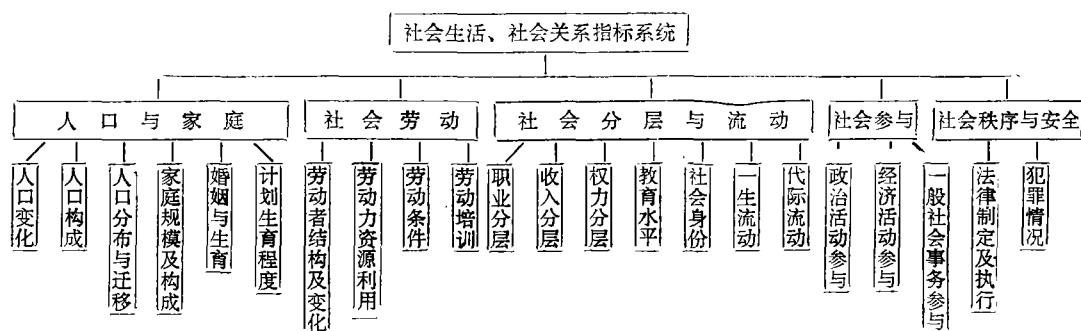 社会生活、社会关系指标系统
人口与家庭
社会劳动
社会分层与流动
社会参与
社会秩序与安全
人口变化
人口构成
人口分布与迁移
家庭规模及构成
婚姻与生育
计划生育程度
劳动者结构及变化
劳动力资源利用
劳动条件
劳动培训
职业分层
收入分层
权力分层
教育水平
社会身份
一生流动
代际流动
政治活动参与
经济活动参与
一般社会事务参与
法律制定及执行
犯罪情况